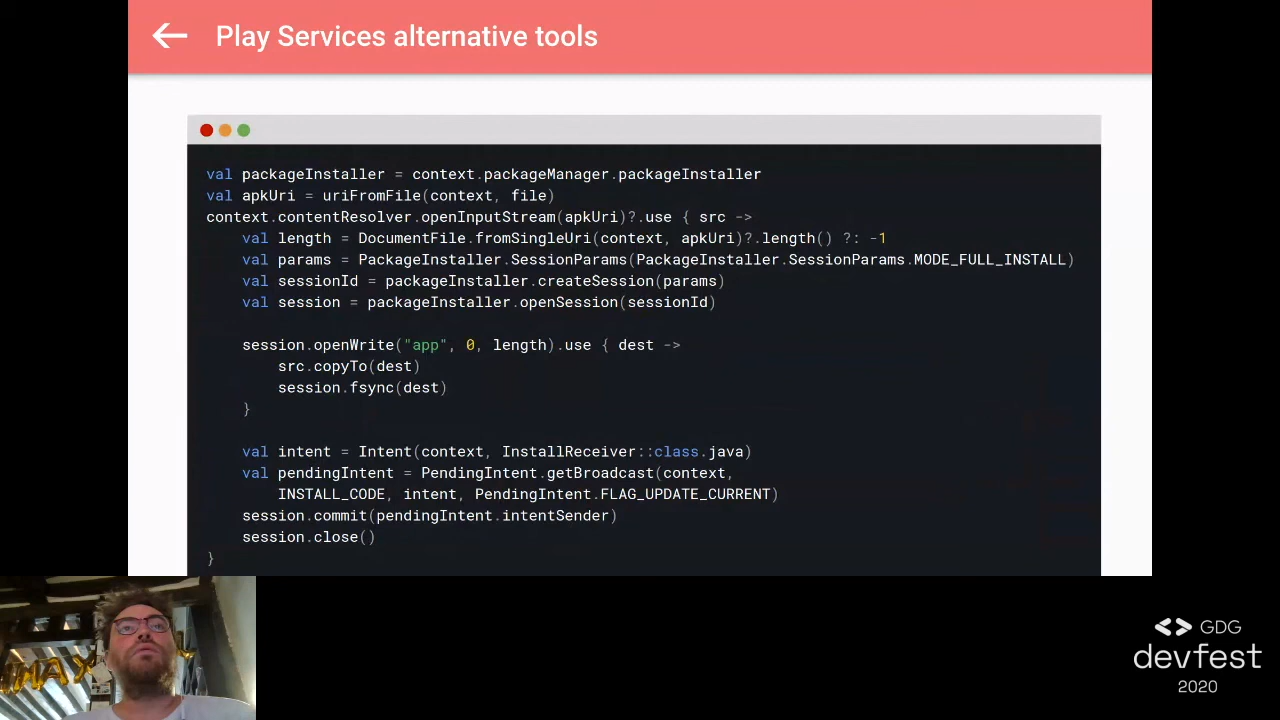 Play Services alternative tools
val packageInstaller = context.packageManager.packageInstaller
val apkUri = uriFromFile(context, file)
context.contentResolver.openInputStream(apkUri)?.use { src ->
val length = DocumentFile.fromSingleUri(context, apkUri)?.length() ?: -1
val params = PackageInstaller.SessionParams(PackageInstaller.SessionParams.MODE_FULL_INSTALL)
val sessionId = packageInstaller.createSession(params)
val session = packageInstaller.openSession(sessionId)
session.openWrite("app", 0, length).use { dest ->
src.copyTo(dest)
session.fsync(dest)
}
val intent = Intent(context, InstallReceiver::class.java)
val pendingIntent = PendingIntent.getBroadcast(context,
INSTALL_CODE, intent, PendingIntent.FLAG_UPDATE_CURRENT)
session.commit(pendingIntent.intentSender)
session.close()
}
GDG
devfest
2020